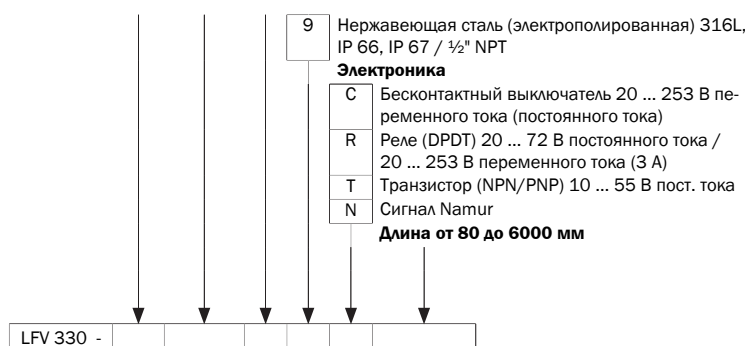 9 Нержавеющая сталь (электрополированная) 316L,
IP 66, IP 67 / ½" NPT
Электроника
C Бесконтактный выключатель 20 ... 253 В пе-
ременного тока (постоянного тока)
R Реле (DPDT) 20 ... 72 В постоянного тока /
20 ... 253 В переменного тока (3 А)
T Транзистор (NPN/PNP) 10 ... 55 В пост. тока
N Сигнал Namur
Длина от 80 до 6000 мм
LFV 330 -